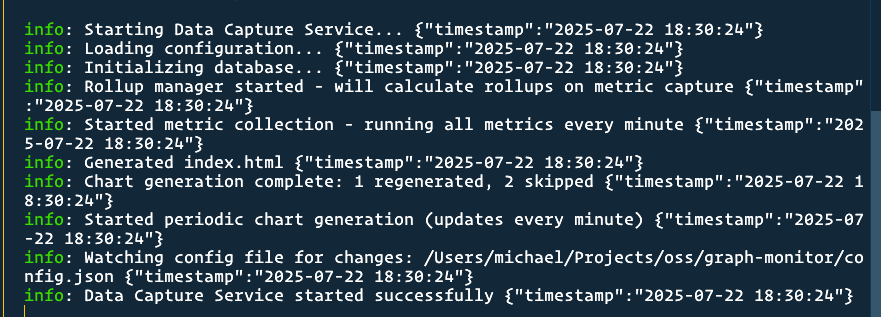 info: Starting Data Capture Service... {"timestamp":"2025-07-22 18:30:24"}
info: Loading configuration... {"timestamp":"2025-07-22 18:30:24"}
info: Initializing database... {"timestamp":"2025-07-22 18:30:24"}
info: Rollup manager started - will calculate rollups on metric capture {"timestamp"
:"2025-07-22 18:30:24"}
info: Started metric collection - running all metrics every minute {"timestamp":"202
5-07-22 18:30:24"}
info: Generated index.html {"timestamp":"2025-07-22 18:30:24"}
info: Chart generation complete: 1 regenerated, 2 skipped {"timestamp":"2025-07-22 1
8:30:24"}
info: Started periodic chart generation (updates every minute) {"timestamp":"2025-07
-22 18:30:24"}
info: Watching config file for changes: /Users/michael/Projects/oss/graph-monitor/co
nfig.json {"timestamp":"2025-07-22 18:30:24"}
info: Data Capture Service started successfully {"timestamp":"2025-07-22 18:30:24"}